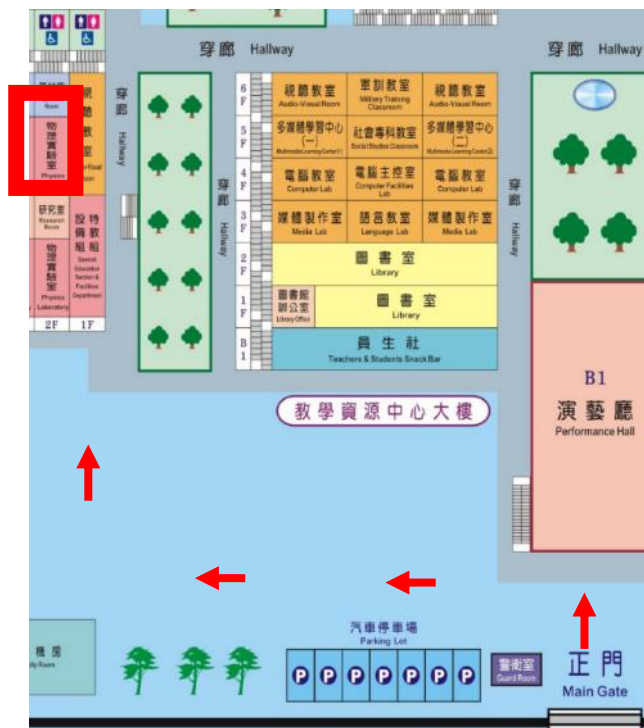 穿廊 Hallway
穿廊 Hallway
Room
物理實驗室
Physics
視聽教室
研究室
Research Room
物理實驗室
Physics Laboratory
設備組
特教組
Special Education Section & Facilities Department
2F
1F
穿廊 Hallway
穿廊 Hallway
穿廊 Hallway
6F
視聽教室
Audio-Visual Room
軍訓教室
Military Training Classroom
視聽教室
Audio-Visual Room
5F
多媒體學習中心(一)
Multimedia Learning Center(1)
社會專科教室
Social Studies Classroom
多媒體學習中心(二)
Multimedia Learning Center(2)
4F
電腦教室
Computer Lab
電腦主控室
Computer Facilities Lab
電腦教室
Computer Lab
3F
媒體製作室
Media Lab
語言教室
Language Lab
媒體製作室
Media Lab
2F
圖書室
Library
1F
圖書館辦公室
Library Office
圖書室
Library
B1
員生社
Teachers & Students Snack Bar
教學資源中心大樓
B1
演藝廳
Performance Hall
機房
Room
汽車停車場
Parking Lot
P P P P P P P
警衛室
Guard Room
正門
Main Gate